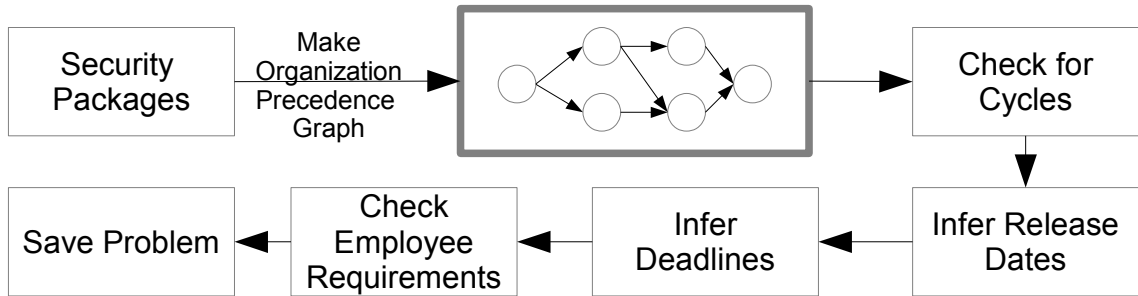 Security
Packages
Make
Organization
Precedence
Graph
Check for
Cycles
Infer Release
Dates
Infer
Deadlines
Check
Employee
Requirements
Save Problem